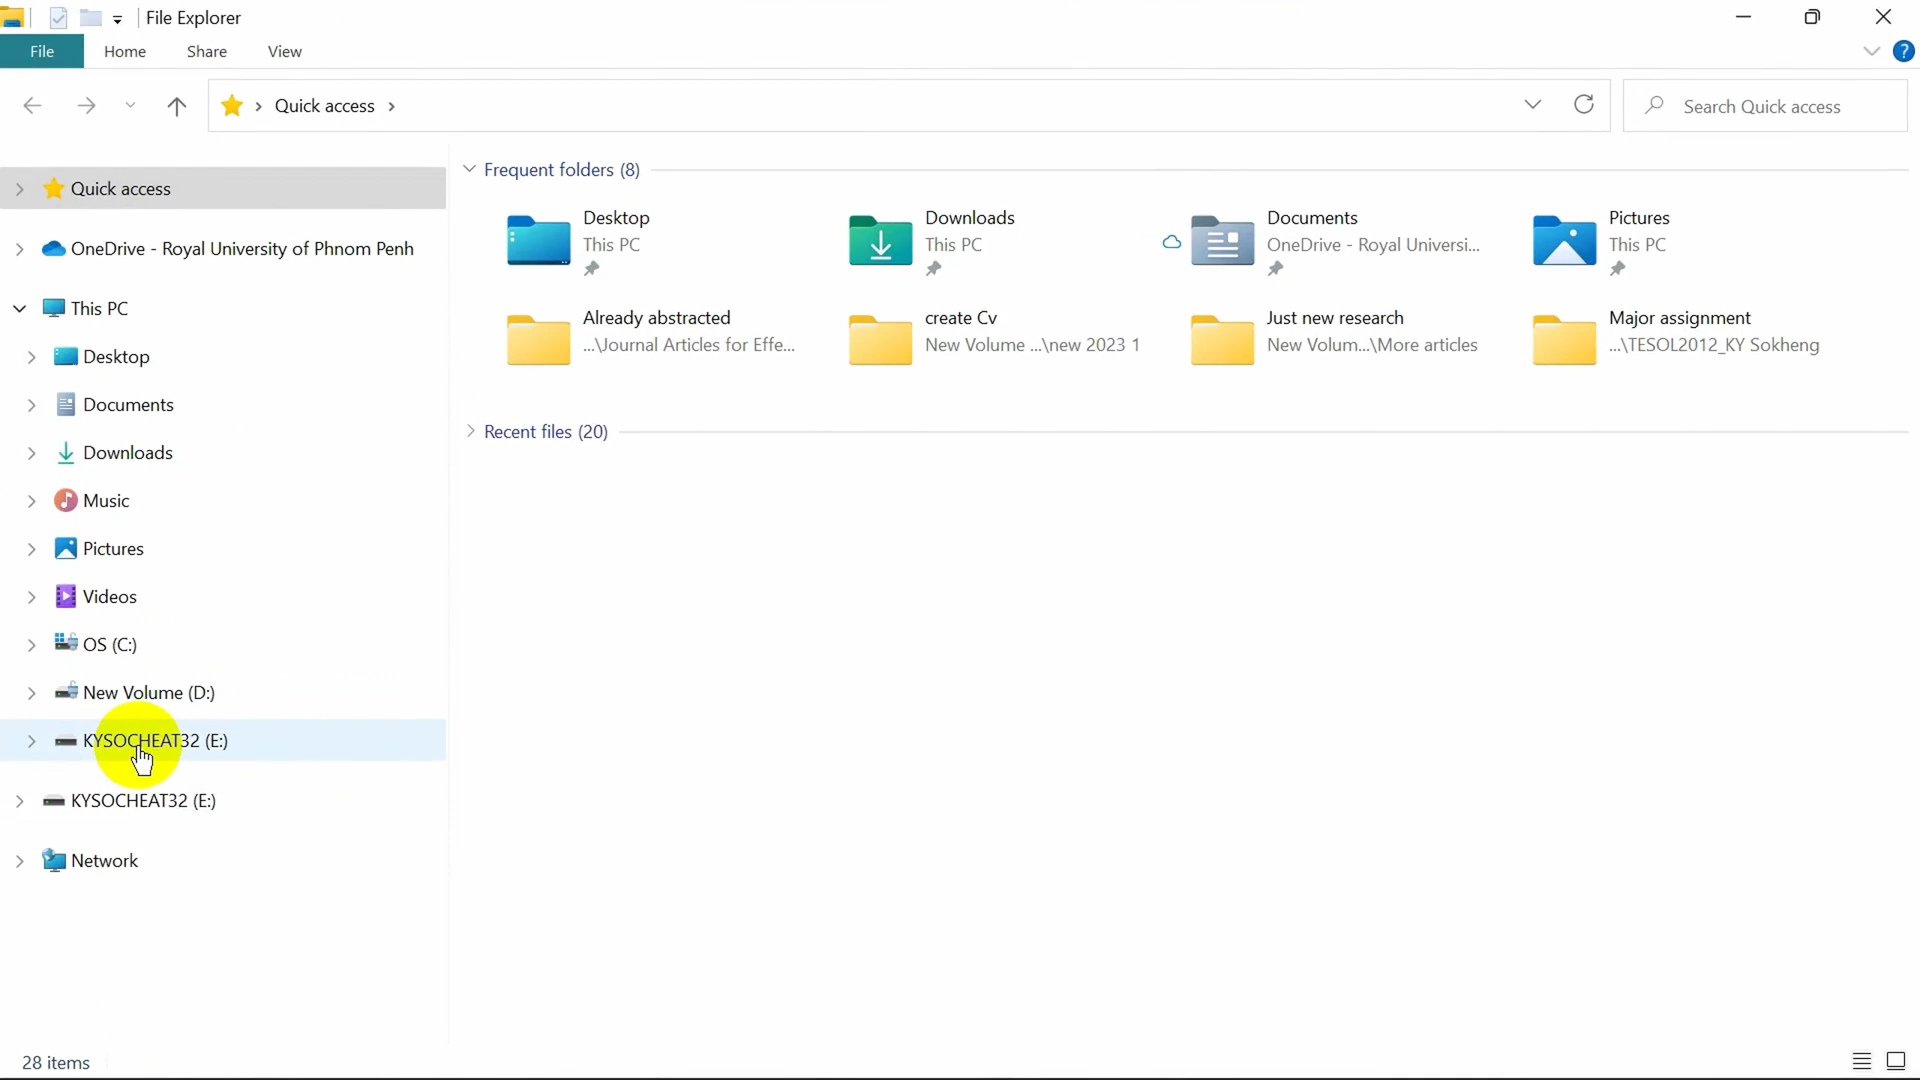 File Explorer
File Home Share View
Quick access
Search Quick access
Quick access
OneDrive - Royal University of Phnom Penh
This PC
Desktop
Documents
Downloads
Music
Pictures
Videos
OS (C:)
New Volume (D:)
KYSOCHEAT32 (E:)
KYSOCHEAT32 (E:)
Network
Frequent folders (8)
Desktop
This PC
Downloads
This PC
Documents
OneDrive - Royal Universi...
Pictures
This PC
Already abstracted
...\Journal Articles for Effe...
create Cv
New Volume ...\new 2023 1
Just new research
New Volum...\More articles
Major assignment
...\TESOL2012_KY Sokheng
Recent files (20)
28 items